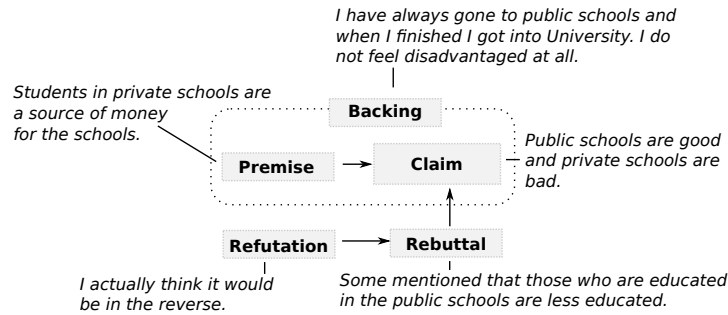 I have always gone to public schools and
when I finished I got into University. I do
not feel disadvantaged at all.
Students in private schools are
a source of money
for the schools.
Backing
Premise
Claim
Public schools are good
and private schools are
bad.
Refutation
Rebuttal
I actually think it would
be in the reverse.
Some mentioned that those who are educated
in the public schools are less educated.